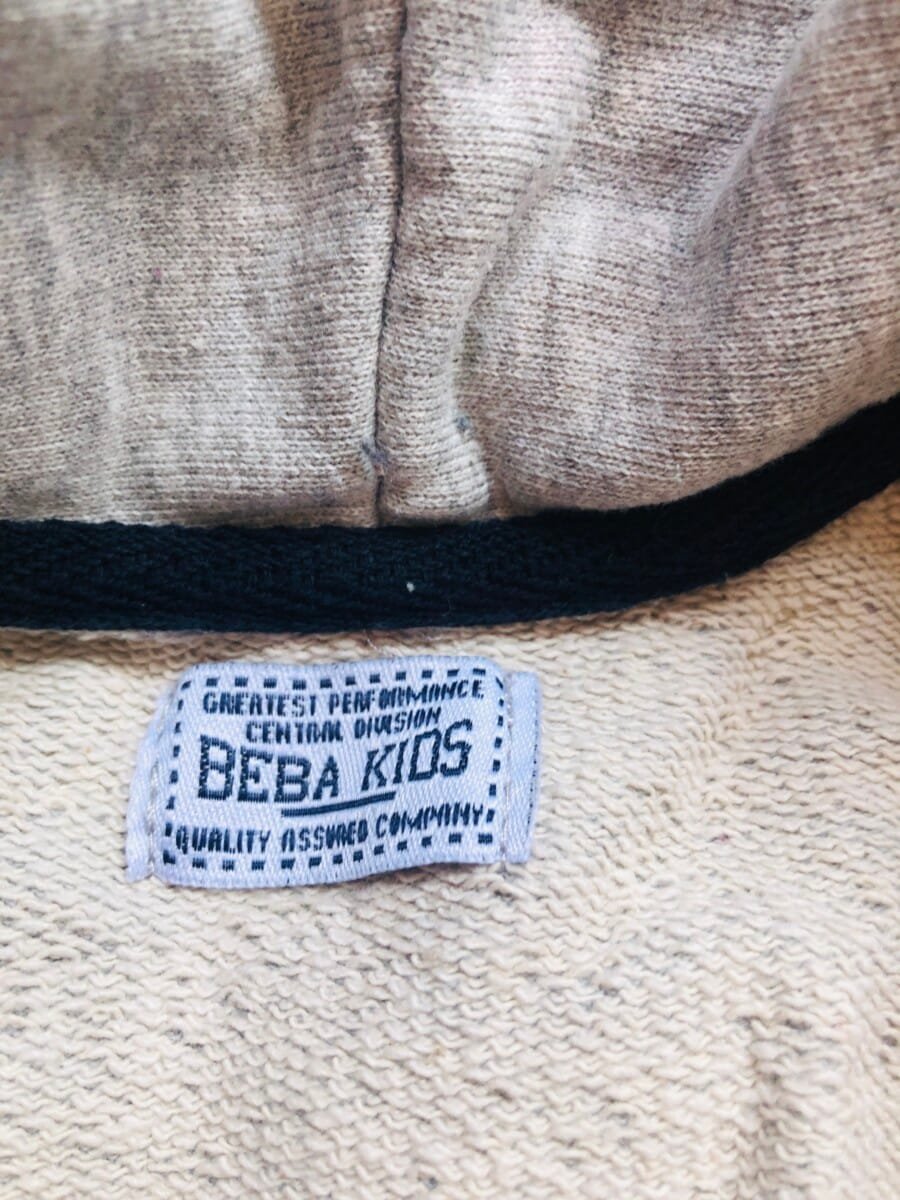 GREATEST PERFORMANCE
CENTRAL DIVISION
BEBA KIDS
QUALITY ASSURED COMPANY